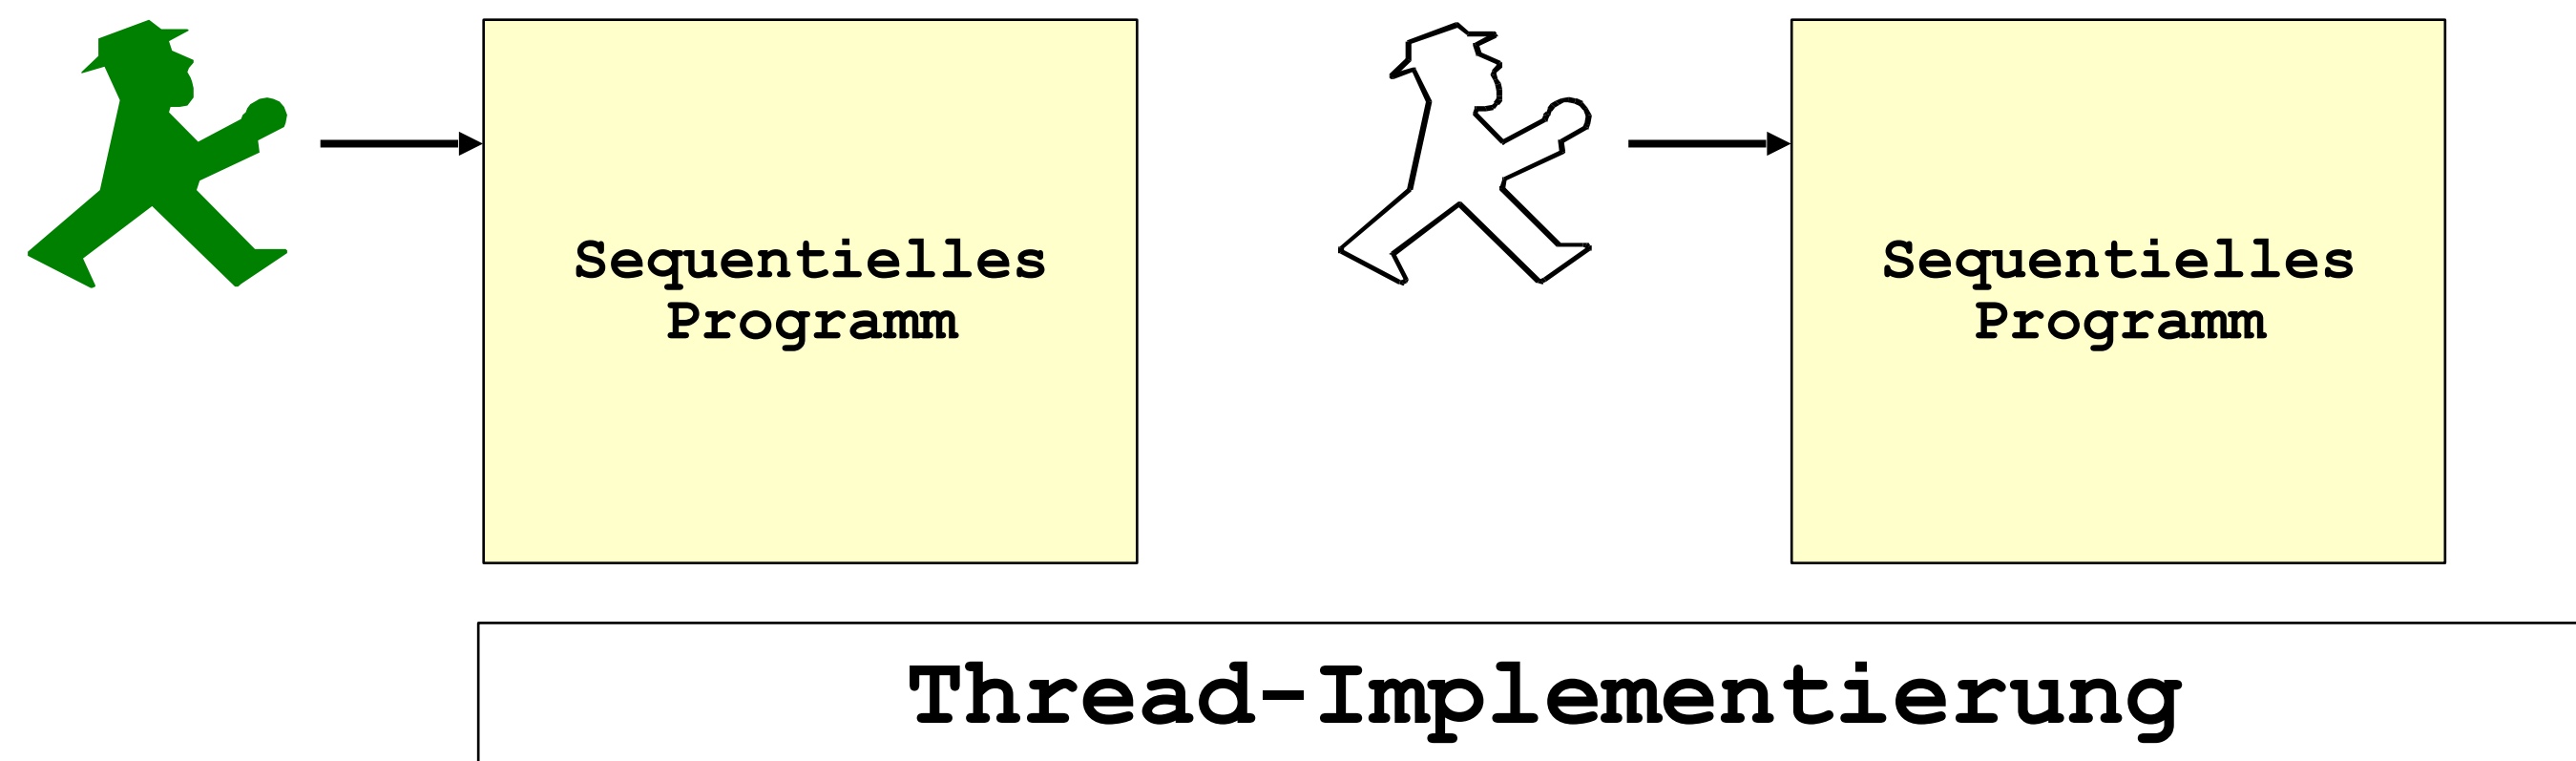 Sequentielles
Programm
Sequentielles
Programm
Thread-Implementierung